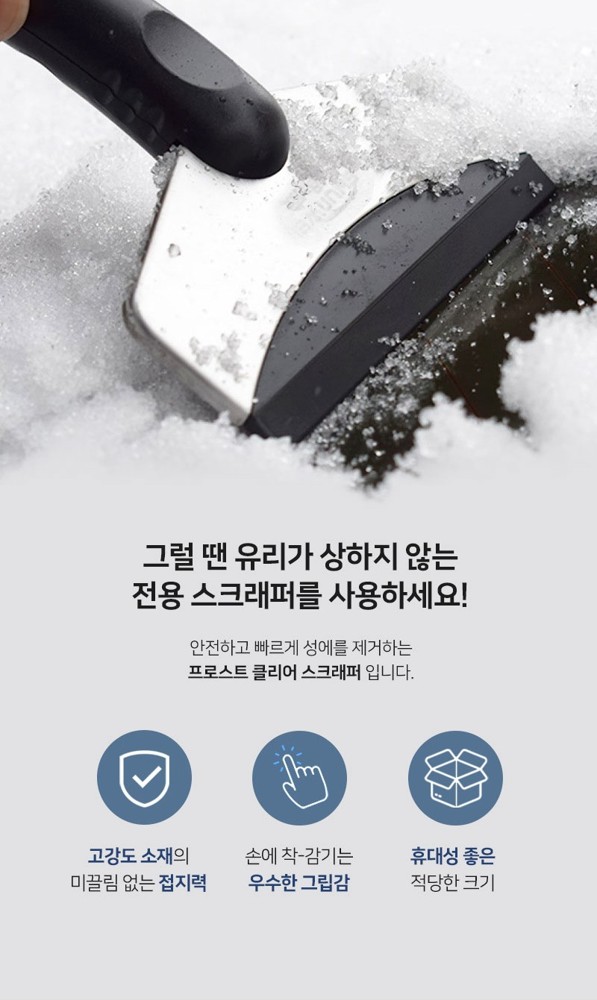 그럴 땐 유리가 상하지 않는
전용 스크래퍼를 사용하세요!
안전하고 빠르게 성에를 제거하는
프로스트 클리어 스크래퍼 입니다.
고강도 소재의
미끌림 없는 접지력
손에 착-감기는
우수한 그립감
휴대성 좋은
적당한 크기